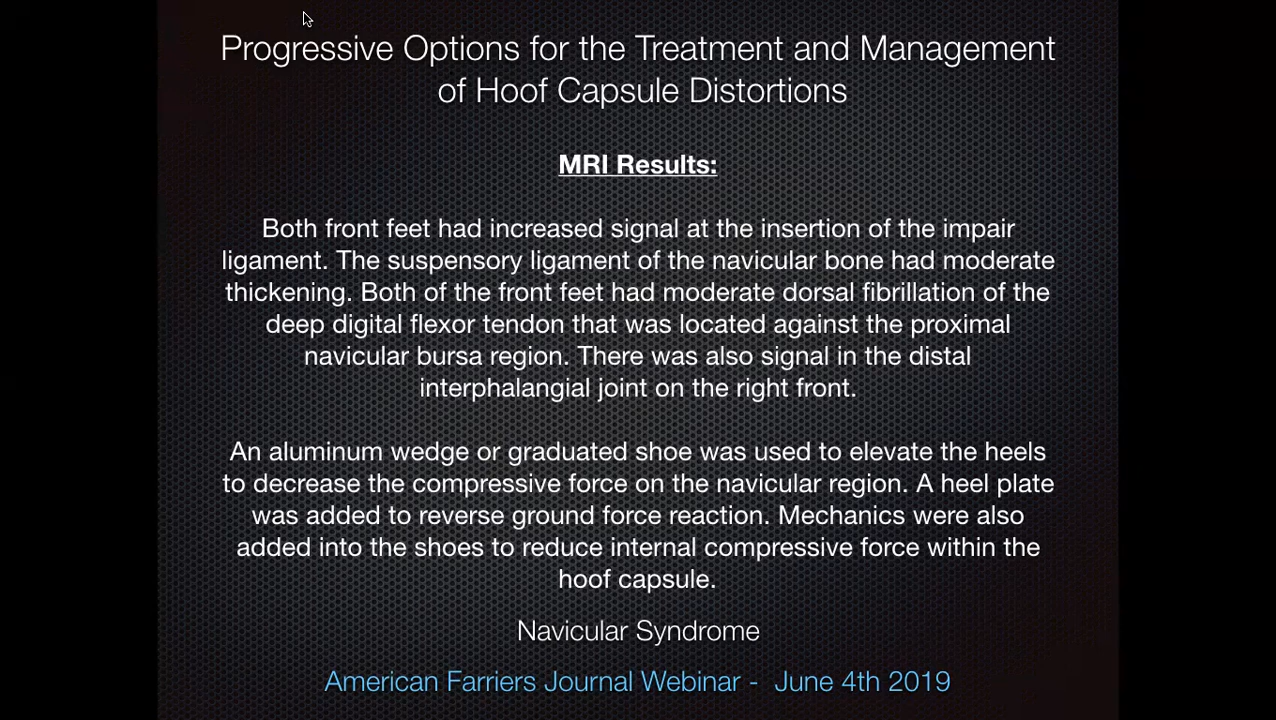 Progressive Options for the Treatment and Management
of Hoof Capsule Distortions
MRI Results:
Both front feet had increased signal at the insertion of the impair
ligament. The suspensory ligament of the navicular bone had moderate
thickening. Both of the front feet had moderate dorsal fibrillation of the
deep digital flexor tendon that was located against the proximal
navicular bursa region. There was also signal in the distal
interphalangial joint on the right front.
An aluminum wedge or graduated shoe was used to elevate the heels
to decrease the compressive force on the navicular region. A heel plate
was added to reverse ground force reaction. Mechanics were also
added into the shoes to reduce internal compressive force within the
hoof capsule.
Navicular Syndrome
American Farriers Journal Webinar - June 4th 2019